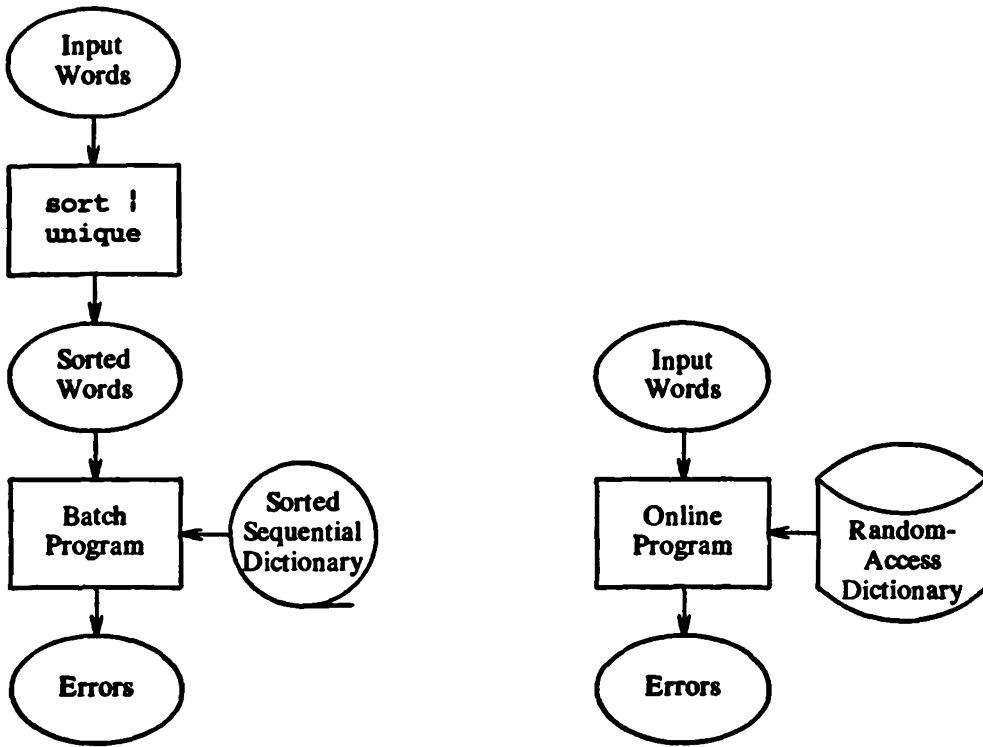 Input
Words
sort |
unique
Sorted
Words
Batch
Program
Sorted
Sequential
Dictionary
Errors
Input
Words
Online
Program
Random-
Access
Dictionary
Errors